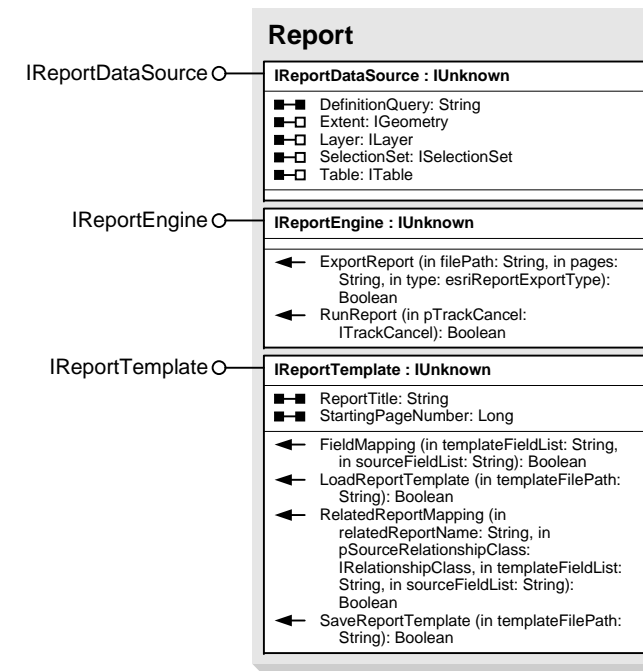 Report
IReportDataSource
IReportDataSource : IUnknown
DefinitionQuery: String
Extent: IGeometry
Layer: ILayer
SelectionSet: ISelectionSet
Table: ITable
IReportEngine
IReportEngine : IUnknown
ExportReport (in filePath: String, in pages:
String, in type: esriReportExportType):
Boolean
RunReport (in pTrackCancel:
ITrackCancel): Boolean
IReportTemplate
IReportTemplate : IUnknown
ReportTitle: String
StartingPageNumber: Long
FieldMapping (in templateFieldList: String,
in sourceFieldList: String): Boolean
LoadReportTemplate (in templateFilePath:
String): Boolean
RelatedReportMapping (in
relatedReportName: String, in
pSourceRelationshipClass:
IRelationshipClass, in templateFieldList:
String, in sourceFieldList: String):
Boolean
SaveReportTemplate (in templateFilePath:
String): Boolean